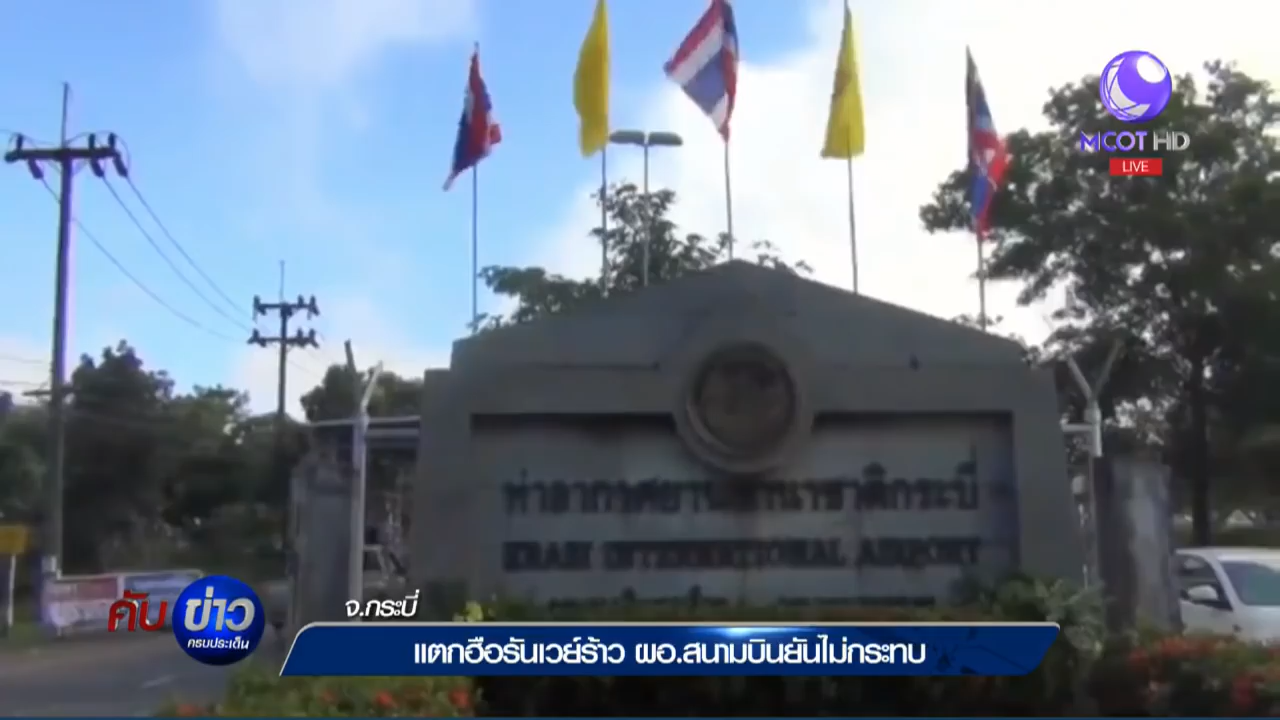 MCOT HD
LIVE
ท่าอากาศยานนานาชาติกระบี่
KRABI INTERNATIONAL AIRPORT
จ.กระบี่
คับข่าว
ครบประเด็น
แตกฮือรันเวย์ร้าว ผอ.สนามบินยันไม่กระทบ